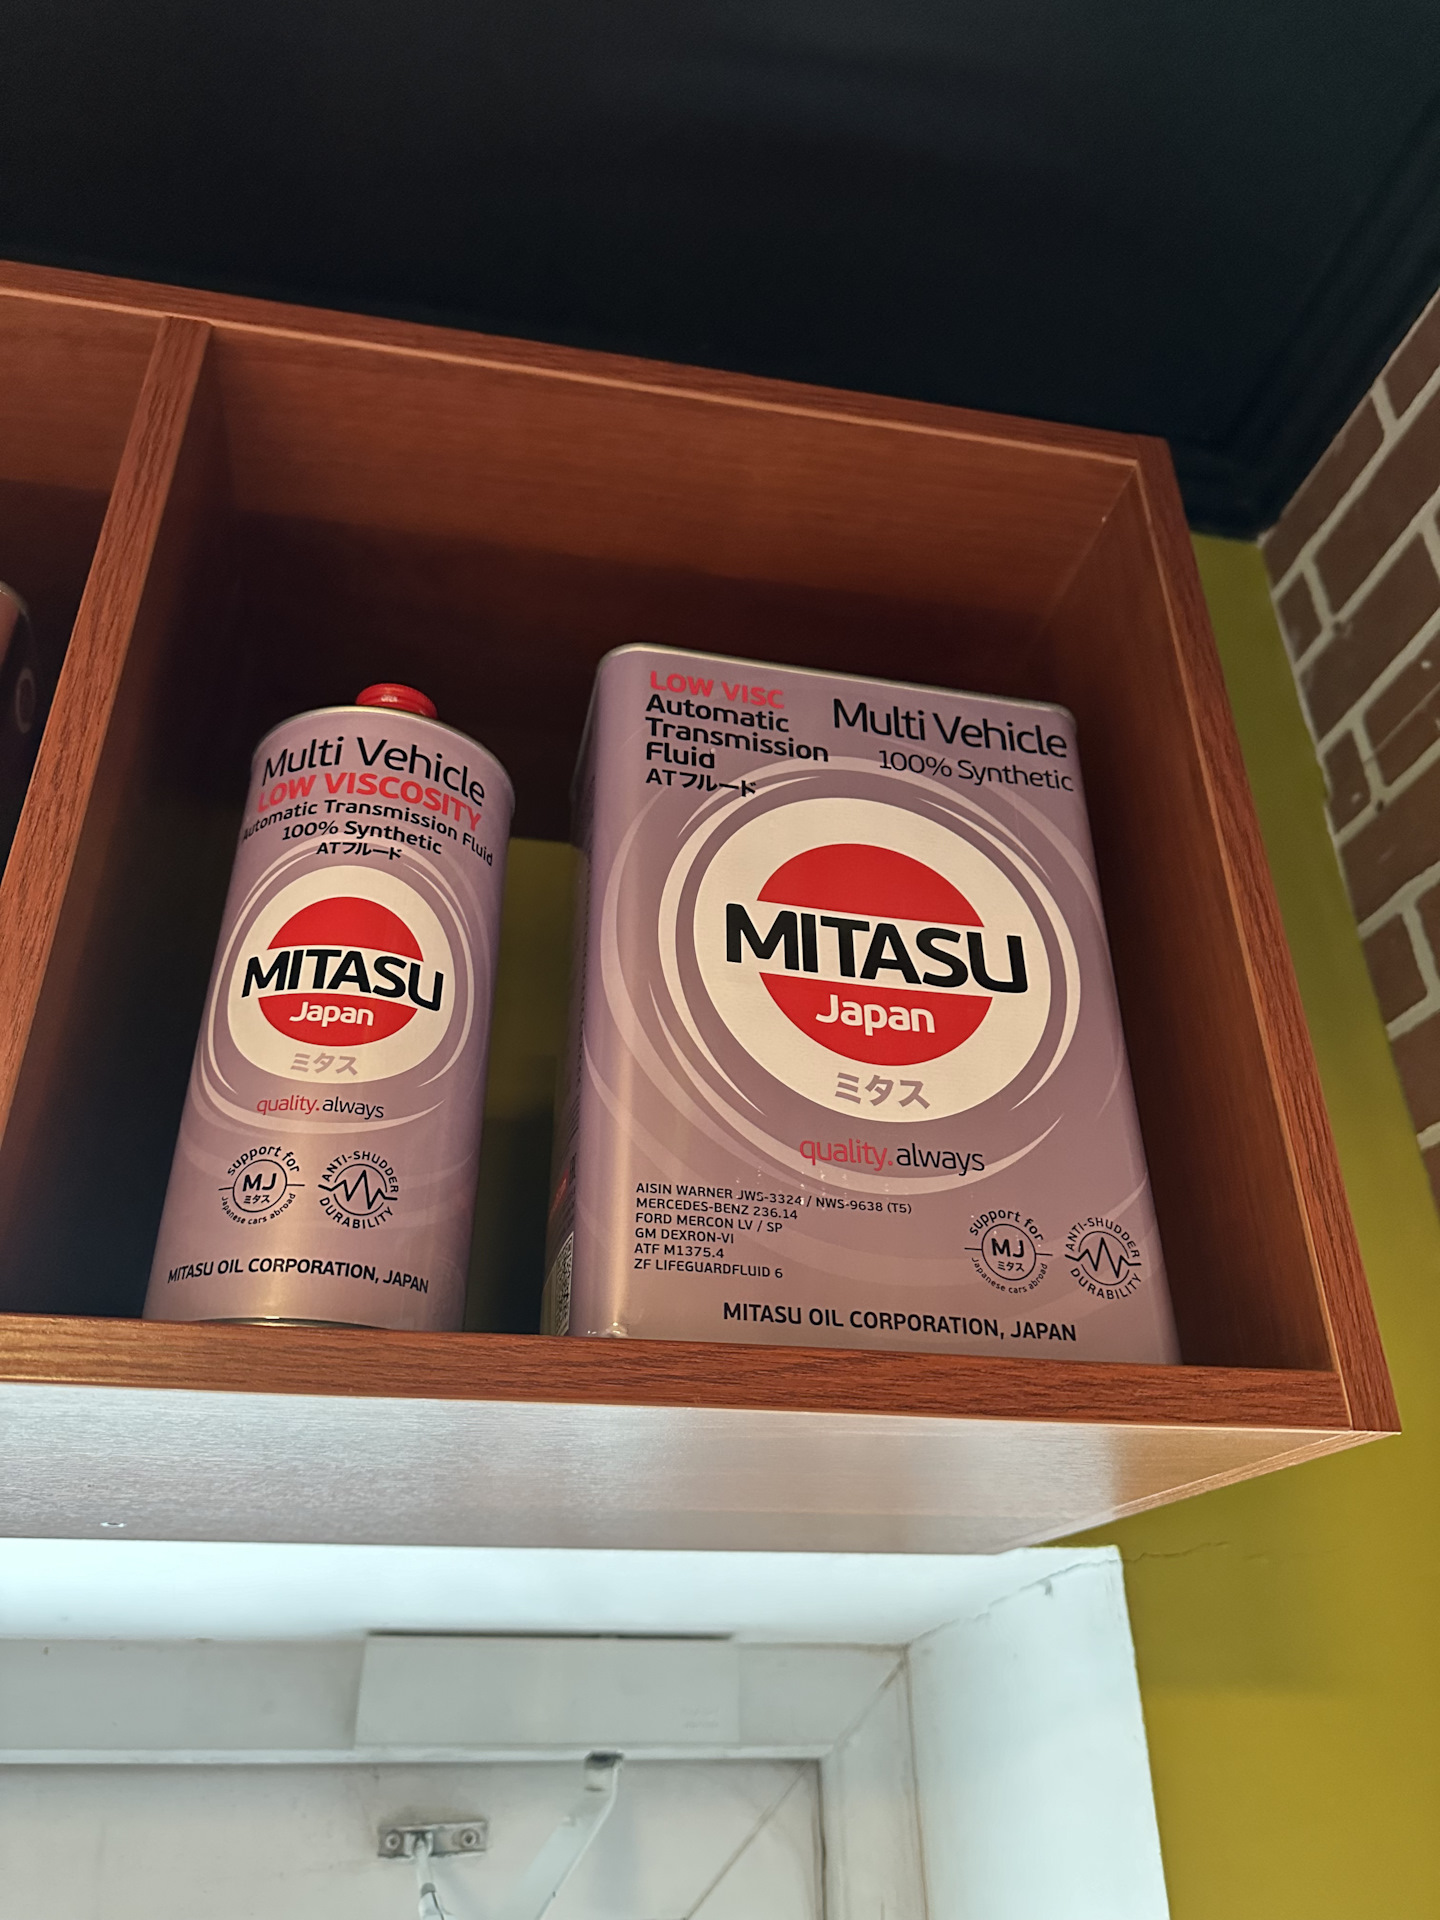 Multi Vehicle
LOW VISCOSITY
Automatic Transmission Fluid
100% Synthetic
ATフルード
MITASU
Japan
ミタス
quality.always
support for
MJ
ミタス
Japanese cars abroad
ANTI-SHUDDER
DURABILITY
MITASU OIL CORPORATION, JAPAN
LOW VISC
Automatic
Transmission
Fluid
ATフルード
Multi Vehicle
100% Synthetic
MITASU
Japan
ミタス
quality.always
AISIN WARNER JWS-3324 / NWS-9638 (T5)
MERCEDES-BENZ 236.14
FORD MERCON LV / SP
GM DEXRON-VI
ATF M1375.4
ZF LIFEGUARDFLUID 6
support for
MJ
ミタス
Japanese cars abroad
ANTI-SHUDDER
DURABILITY
MITASU OIL CORPORATION, JAPAN